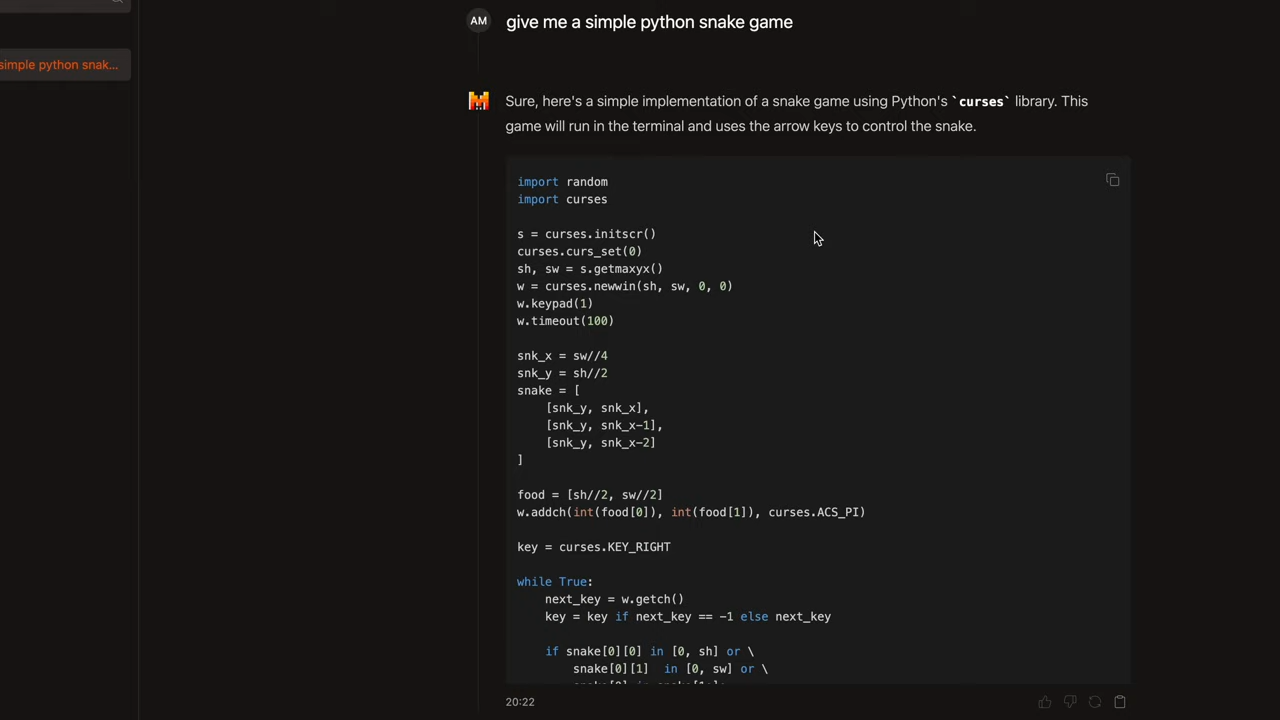 AM
give me a simple python snake game
simple python snak...
Sure, here's a simple implementation of a snake game using Python's `curses` library. This
game will run in the terminal and uses the arrow keys to control the snake.
import random
import curses
s = curses.initscr()
curses.curs_set(0)
sh, sw = s.getmaxyx()
w = curses.newwin(sh, sw, 0, 0)
w.keypad(1)
w.timeout(100)
snk_x = sw//4
snk_y = sh//2
snake = [
    [snk_y, snk_x],
    [snk_y, snk_x-1],
    [snk_y, snk_x-2]
]
food = [sh//2, sw//2]
w.addch(int(food[0]), int(food[1]), curses.ACS_PI)
key = curses.KEY_RIGHT
while True:
    next_key = w.getch()
    key = key if next_key == -1 else next_key
    if snake[0][0] in [0, sh] or \
        snake[0][1]  in [0, sw] or \
20:22